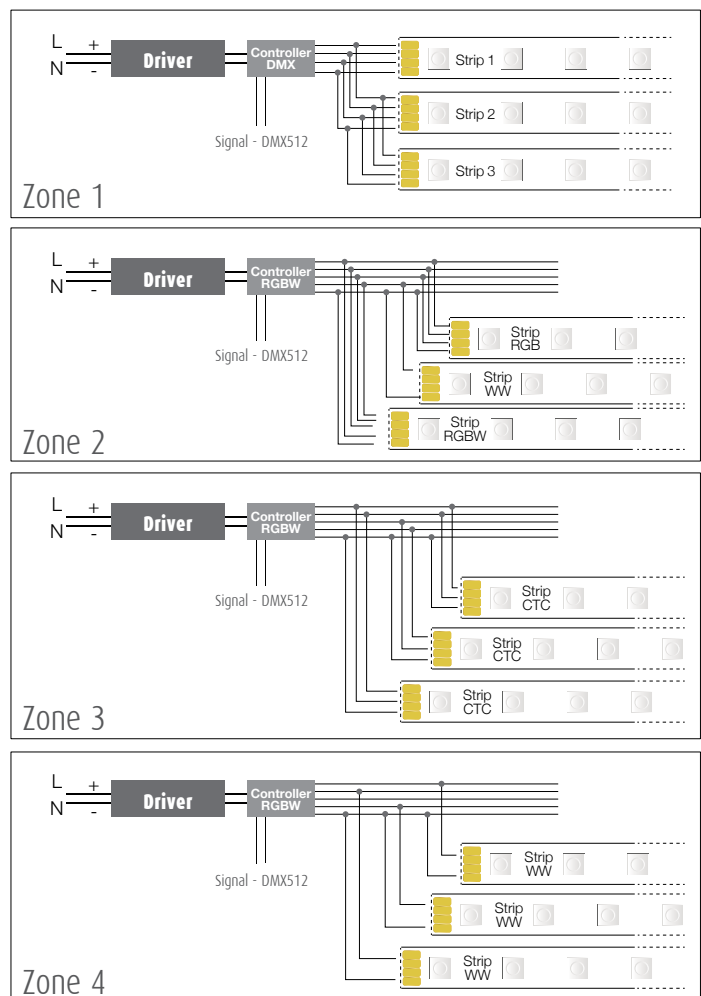 L + Driver Controller
N - DMX
Strip 1
Strip 2
Signal - DMX512
Strip 3
Zone 1
L + Driver Controller
N - RGBW
Strip
RGB
Signal - DMX512
Strip
WW
Strip
RGBW
Zone 2
L + Driver Controller
N - RGBW
Signal - DMX512
Strip
CTC
Strip
CTC
Strip
CTC
Zone 3
L + Driver Controller
N - RGBW
Signal - DMX512
Strip
WW
Strip
WW
Strip
WW
Zone 4